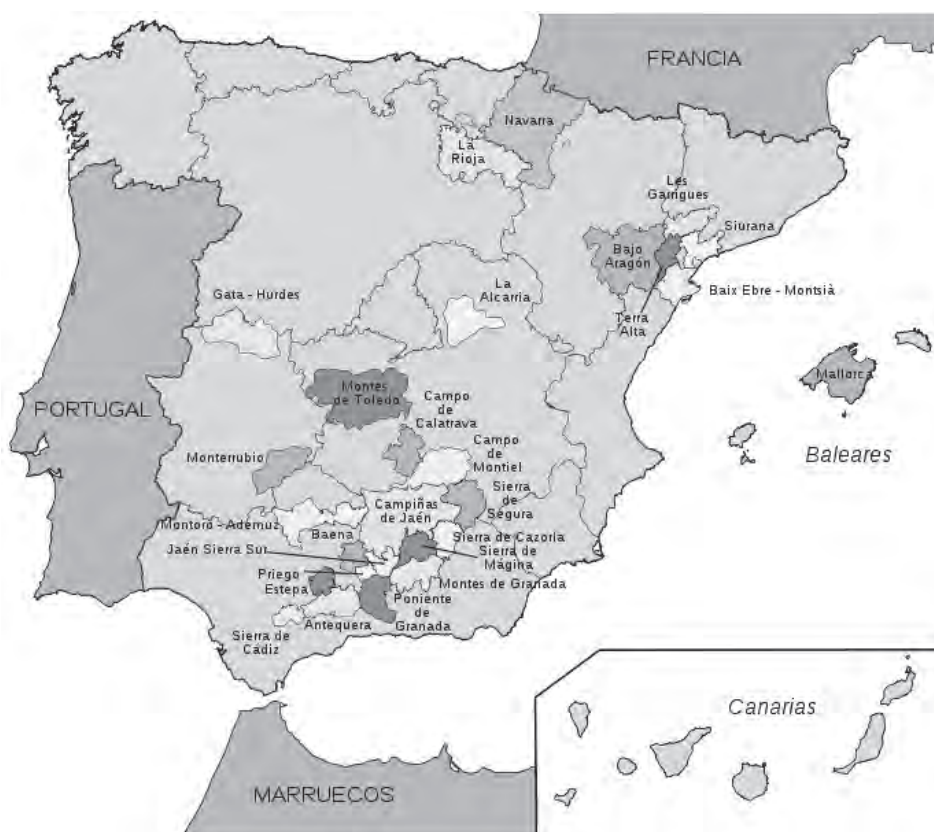 FRANCIA
Navarra
La
Rioja
Les
Garrigues
Siurana
Bajo
Aragón
La
Alcarria
Gata - Hurdes
Baix Ebre - Montsià
Terra
Alta
Mallorca
Montes
de Toledo
Campo
de
Calatrava
PORTUGAL
Campo
de
Montiel
Baleares
Monterrubio
Sierra
de
Segura
Campiñas
de Jaén
Montoro - Ademuz
Baena
Sierra de Cazorla
Jaén Sierra Sur
Sierra de
Mágina
Priego
Estepa
Montes de Granada
Poniente
de
Granada
Antequera
Sierra de
Cádiz
Canarias
MARRUECOS